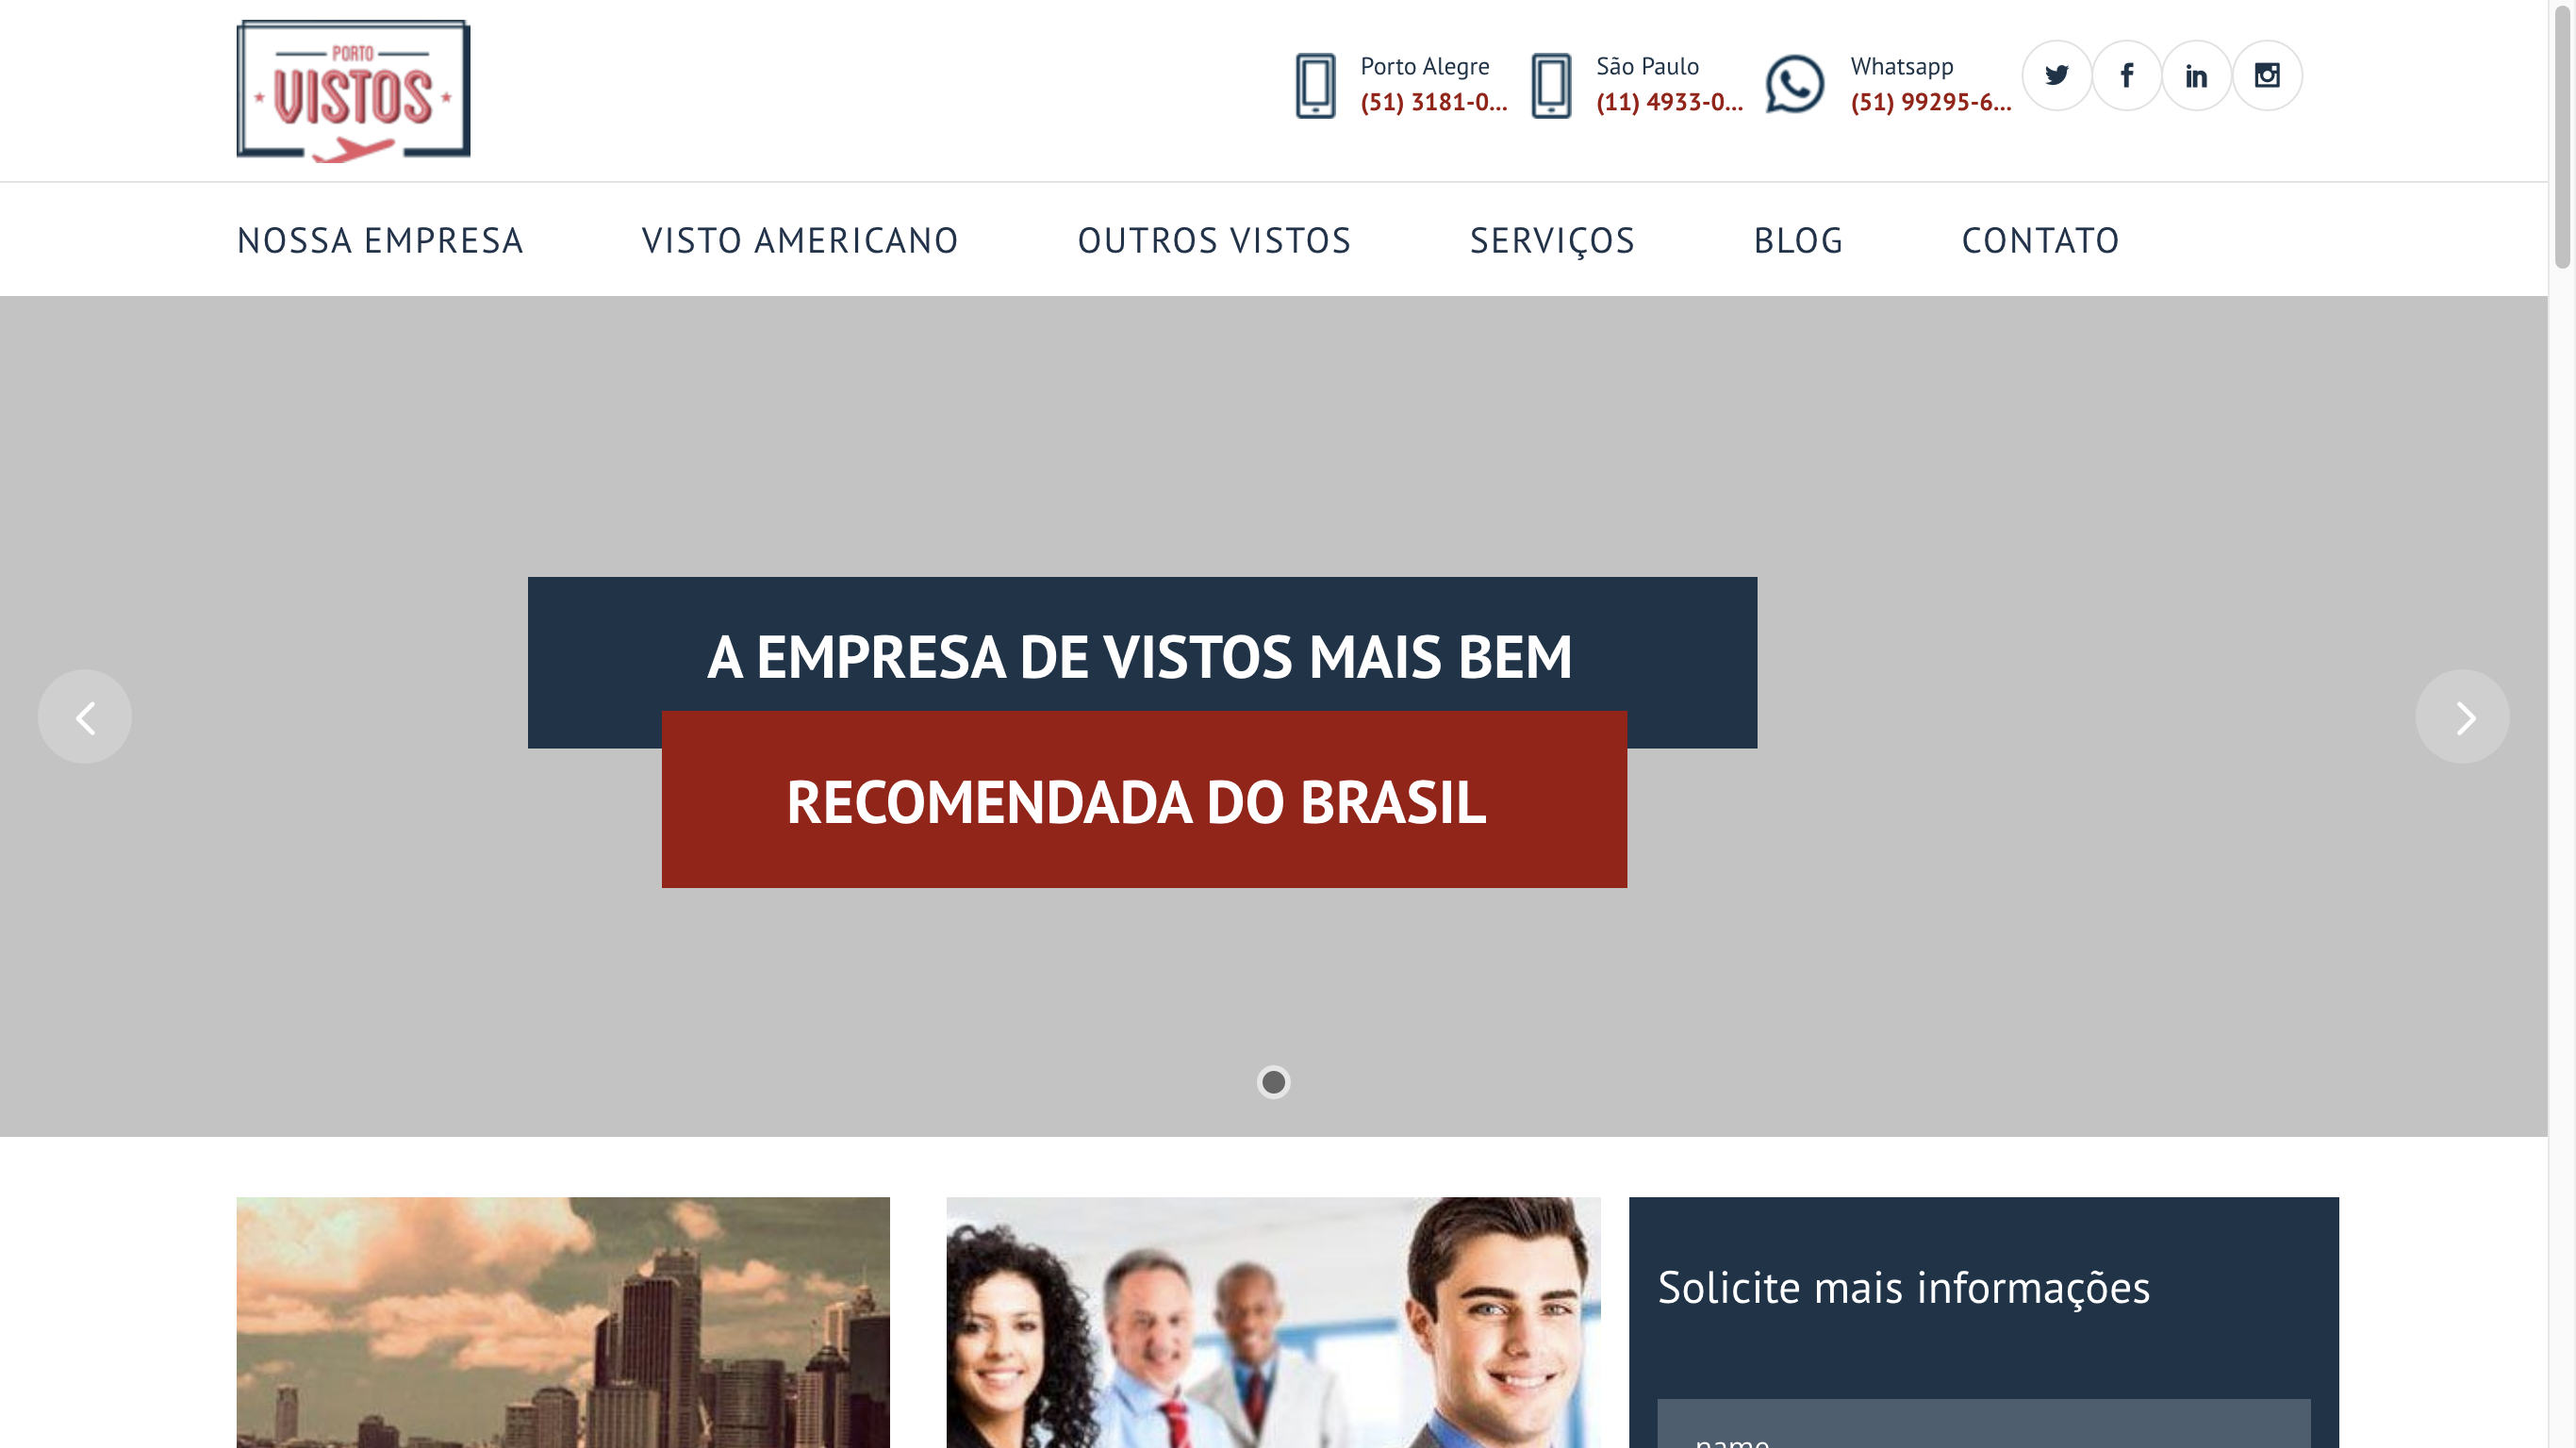 PORTO
VISTOS
Porto Alegre
(51) 3181-0...
São Paulo
(11) 4933-0...
Whatsapp
(51) 99295-6...
NOSSA EMPRESA
VISTO AMERICANO
OUTROS VISTOS
SERVIÇOS
BLOG
CONTATO
A EMPRESA DE VISTOS MAIS BEM
RECOMENDADA DO BRASIL
Solicite mais informações
name